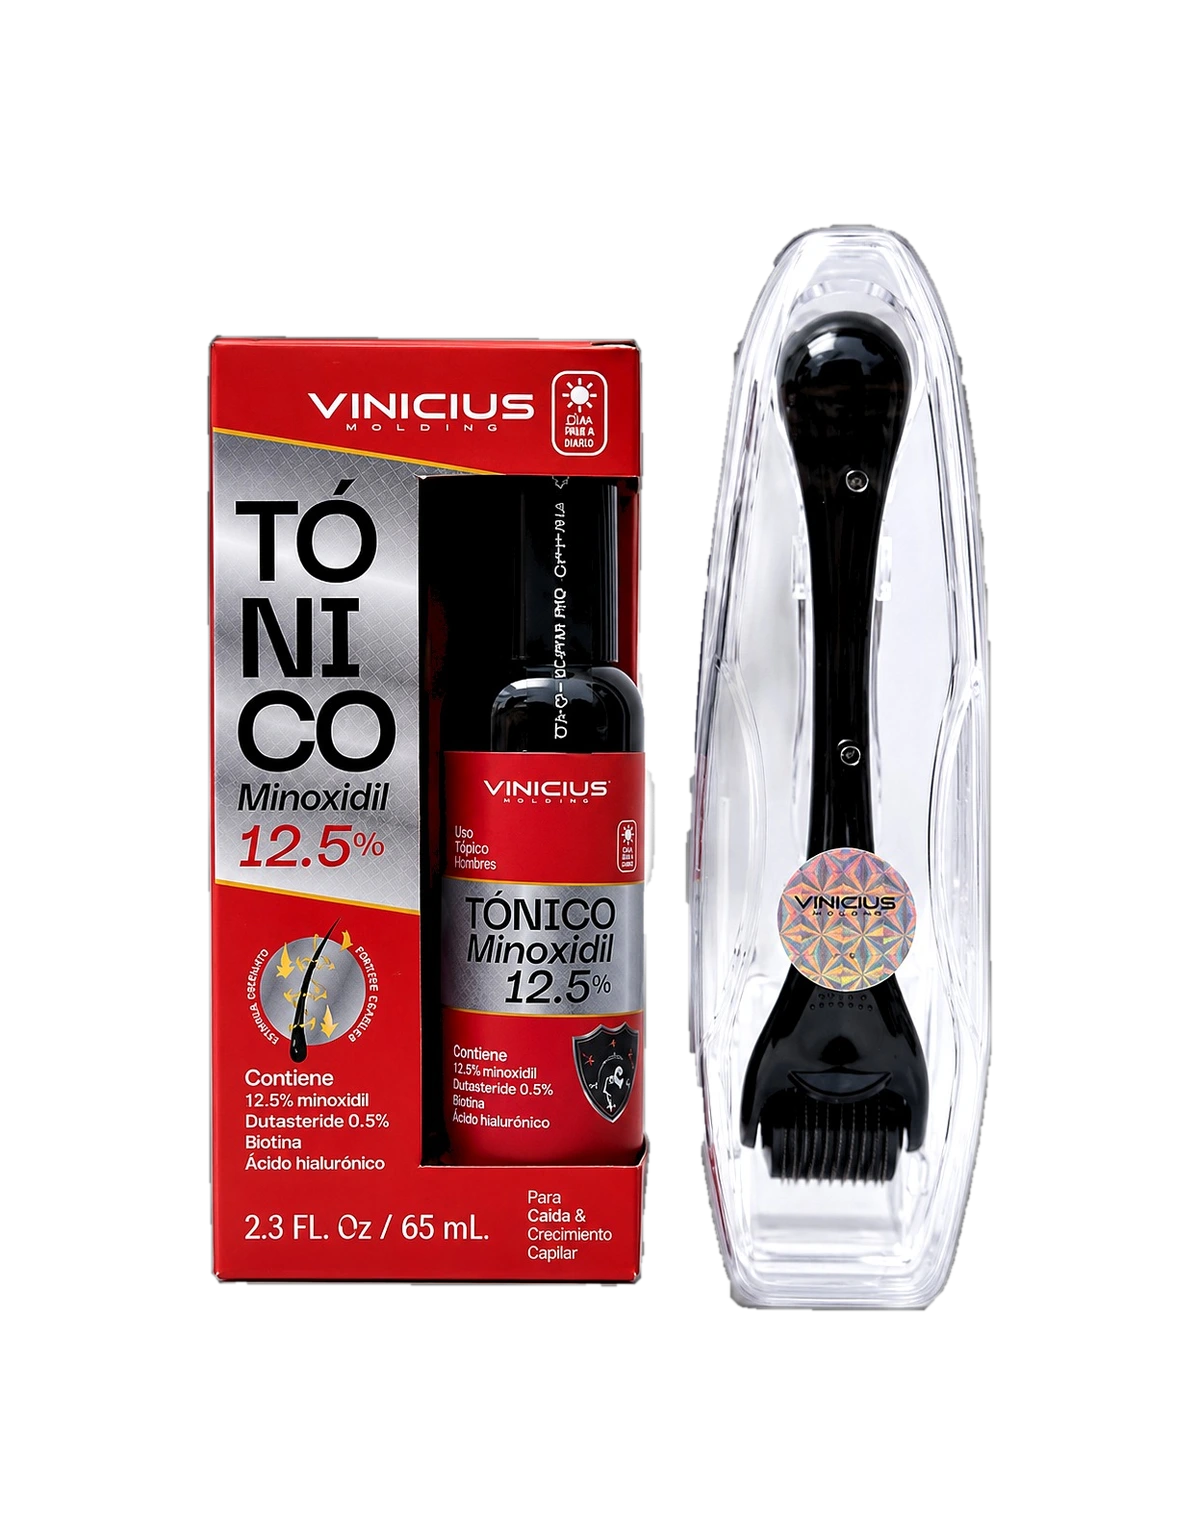 VINICIUS
MOLDING
DIARIO
TÓ
NI
CO
Minoxidil
12.5%
Contiene
12.5% minoxidil
Dutasteride 0.5%
Biotina
Ácido hialurónico
2.3 FL. Oz / 65 mL.
Para
Caida &
Crecimiento
Capilar
VINICIUS
MOLDING
Uso
Tópico
Hombres
TÓNICO
Minoxidil
12.5%
Contiene
12.5% minoxidil
Dutasteride 0.5%
Biotina
Ácido hialurónico
VINICIUS
MOLDING